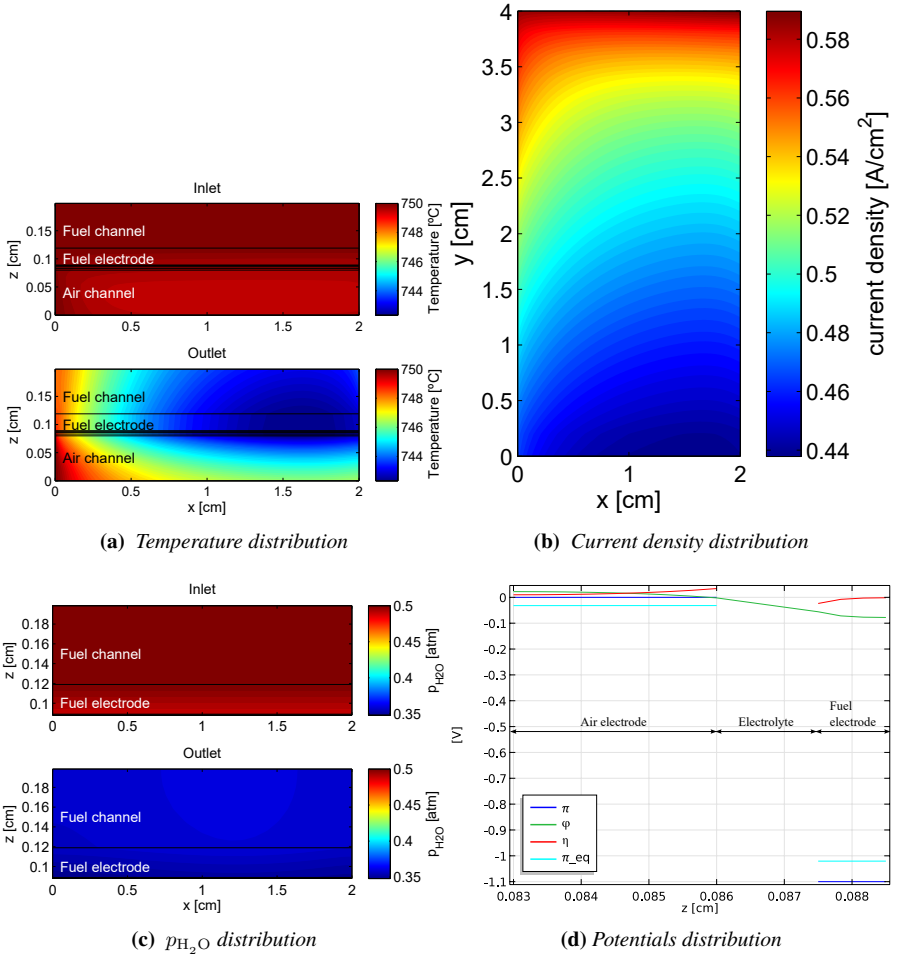 Inlet
Fuel channel
Fuel electrode
Air channel
z [cm]
0.15
0.1
0.05
0
0 0.5 1 1.5 2
750
748
746
744
Temperature [ºC]
Outlet
Fuel channel
Fuel electrode
Air channel
z [cm]
0.15
0.1
0.05
0
0 0.5 1 1.5 2
x [cm]
750
748
746
744
Temperature [ºC]
(a) Temperature distribution
4
3.5
3
2.5
2
1.5
1
0.5
0
y [cm]
0 1 2
x [cm]
0.58
0.56
0.54
0.52
0.5
0.48
0.46
0.44
current density [A/cm²]
(b) Current density distribution
Inlet
Fuel channel
Fuel electrode
z [cm]
0.18
0.16
0.14
0.12
0.1
0 0.5 1 1.5 2
0.5
0.45
0.4
0.35
p_H2O [atm]
Outlet
Fuel channel
Fuel electrode
z [cm]
0.18
0.16
0.14
0.12
0.1
0 0.5 1 1.5 2
x [cm]
0.5
0.45
0.4
0.35
p_H2O [atm]
(c) p_H₂O distribution
0
-0.1
-0.2
-0.3
-0.4
-0.5
-0.6
-0.7
-0.8
-0.9
-1
-1.1
[V]
Air electrode
Electrolyte
Fuel
electrode
π
φ
η
π_eq
0.083 0.084 0.085 0.086 0.087 0.088
z [cm]
(d) Potentials distribution